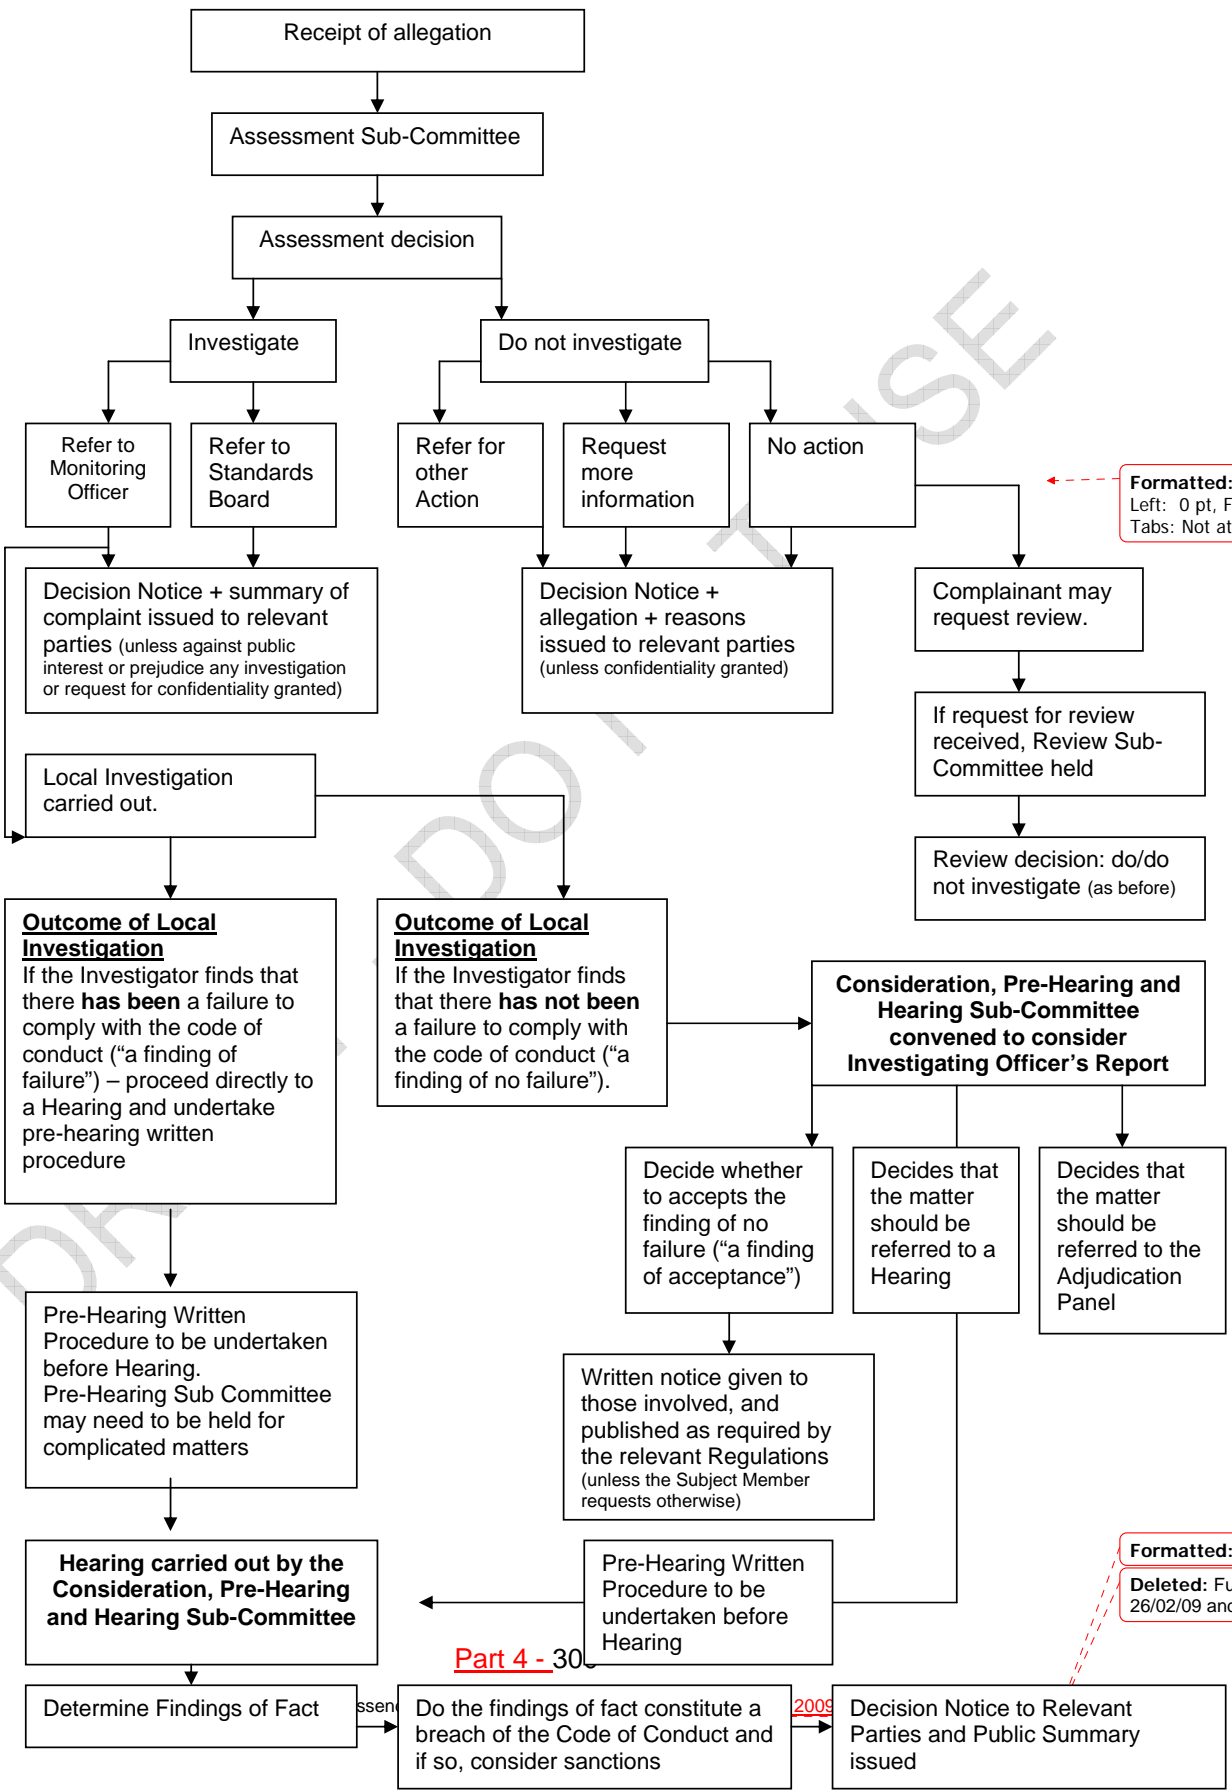 Receipt of allegation
Assessment Sub-Committee
Assessment decision
Investigate
Do not investigate
Refer to
Monitoring
Officer
Refer to
Standards
Board
Refer for
other
Action
Request
more
information
No action
Formatted:
Left: 0 pt, F
Tabs: Not at
Decision Notice + summary of
complaint issued to relevant
parties (unless against public
interest or prejudice any investigation
or request for confidentiality granted)
Decision Notice +
allegation + reasons
issued to relevant parties
(unless confidentiality granted)
Complainant may
request review.
If request for review
received, Review Sub-
Committee held
Local Investigation
carried out.
Review decision: do/do
not investigate (as before)
Outcome of Local
Investigation
If the Investigator finds that
there has been a failure to
comply with the code of
conduct (“a finding of
failure”) – proceed directly to
a Hearing and undertake
pre-hearing written
procedure
Outcome of Local
Investigation
If the Investigator finds
that there has not been
a failure to comply with
the code of conduct (“a
finding of no failure”).
Consideration, Pre-Hearing and
Hearing Sub-Committee
convened to consider
Investigating Officer’s Report
Decide whether
to accepts the
finding of no
failure (“a finding
of acceptance”)
Decides that
the matter
should be
referred to a
Hearing
Decides that
the matter
should be
referred to the
Adjudication
Panel
Pre-Hearing Written
Procedure to be undertaken
before Hearing.
Pre-Hearing Sub Committee
may need to be held for
complicated matters
Written notice given to
those involved, and
published as required by
the relevant Regulations
(unless the Subject Member
requests otherwise)
Hearing carried out by the
Consideration, Pre-Hearing
and Hearing Sub-Committee
Pre-Hearing Written
Procedure to be
undertaken before
Hearing
Formatted:
Deleted: Fu
26/02/09 and
Part 4 - 300
Determine Findings of Fact
Do the findings of fact constitute a
breach of the Code of Conduct and
if so, consider sanctions
2009
Decision Notice to Relevant
Parties and Public Summary
issued